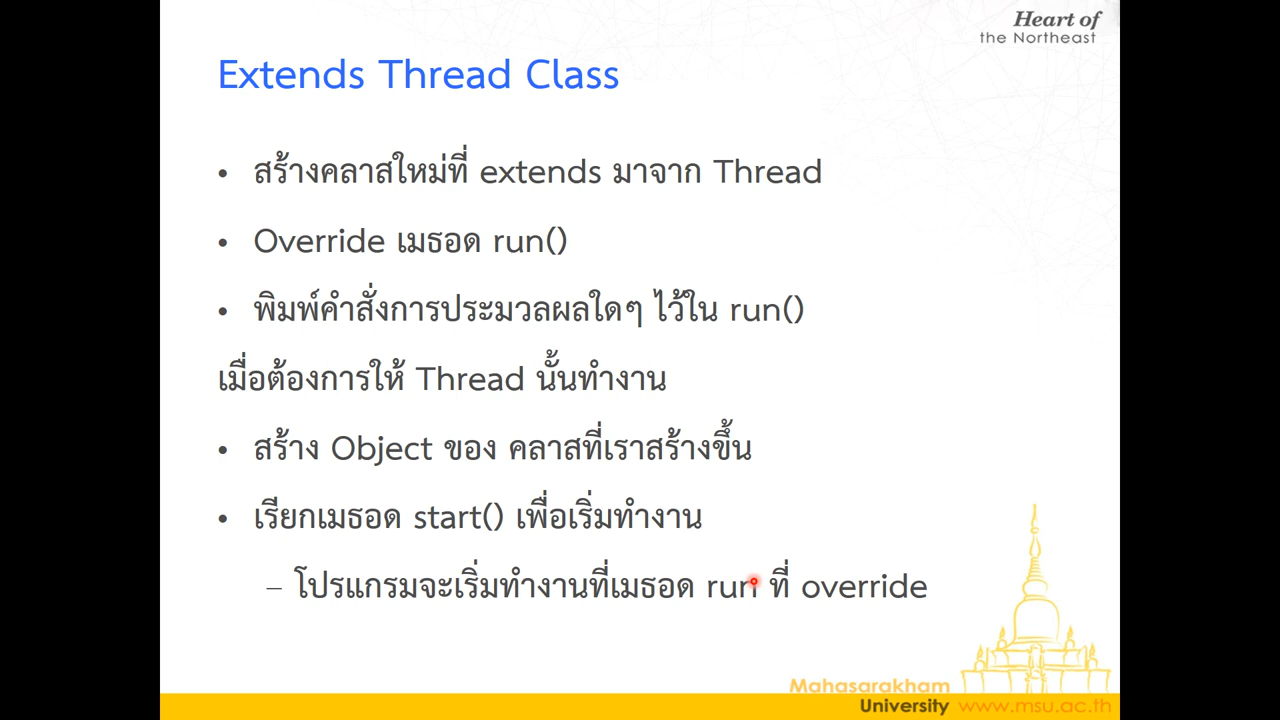 Heart of
the Northeast
Extends Thread Class
• สร้างคลาสใหม่ที่ extends มาจาก Thread
• Override เมธอด run()
• พิมพ์คำสั่งการประมวลผลใดๆ ไว้ใน run()
เมื่อต้องการให้ Thread นั้นทำงาน
• สร้าง Object ของ คลาสที่เราสร้างขึ้น
• เรียกเมธอด start() เพื่อเริ่มทำงาน
– โปรแกรมจะเริ่มทำงานที่เมธอด run ที่ override
Mahasarakham
University www.msu.ac.th